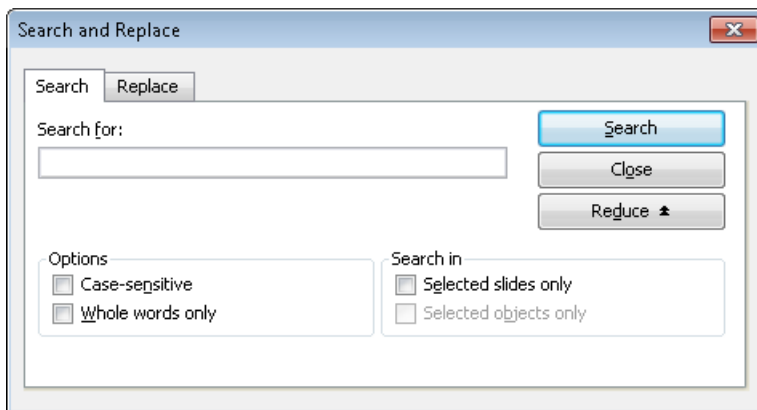 Search and Replace
Search
Replace
Search for:
Search
Close
Reduce
Options
Case-sensitive
Whole words only
Search in
Selected slides only
Selected objects only